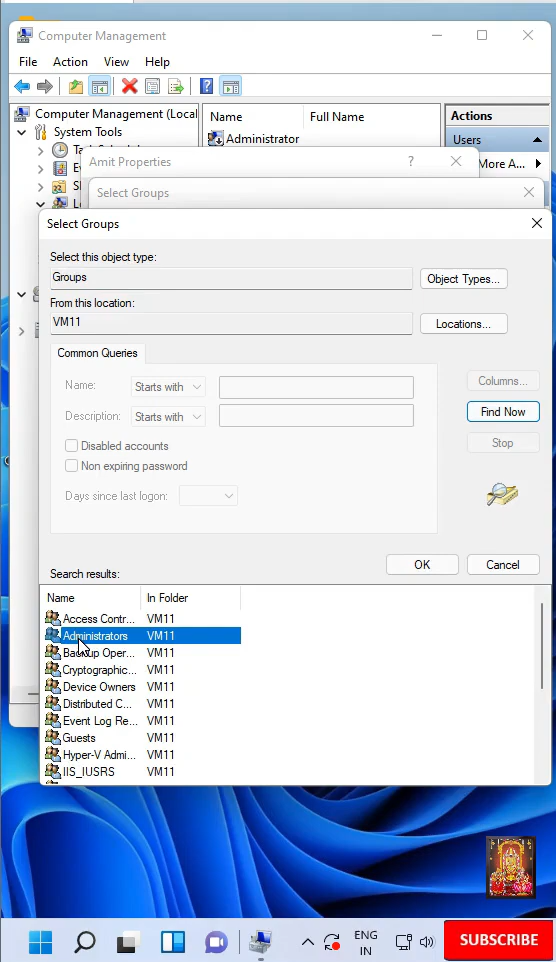 Computer Management
File Action View Help
Computer Management (Local
System Tools
Name Full Name
Administrator
Actions
Users
More A...
Amit Properties
Select Groups
Select Groups
Select this object type:
Groups
Object Types...
From this location:
VM11
Locations...
Common Queries
Name: Starts with
Description: Starts with
Disabled accounts
Non expiring password
Days since last logon:
Columns...
Find Now
Stop
OK Cancel
Search results:
Name In Folder
Access Contr... VM11
Administrators VM11
Backup Oper... VM11
Cryptographic... VM11
Device Owners VM11
Distributed C... VM11
Event Log Re... VM11
Guests VM11
Hyper-V Admi... VM11
IIS_IUSRS VM11
ENG
IN
SUBSCRIBE